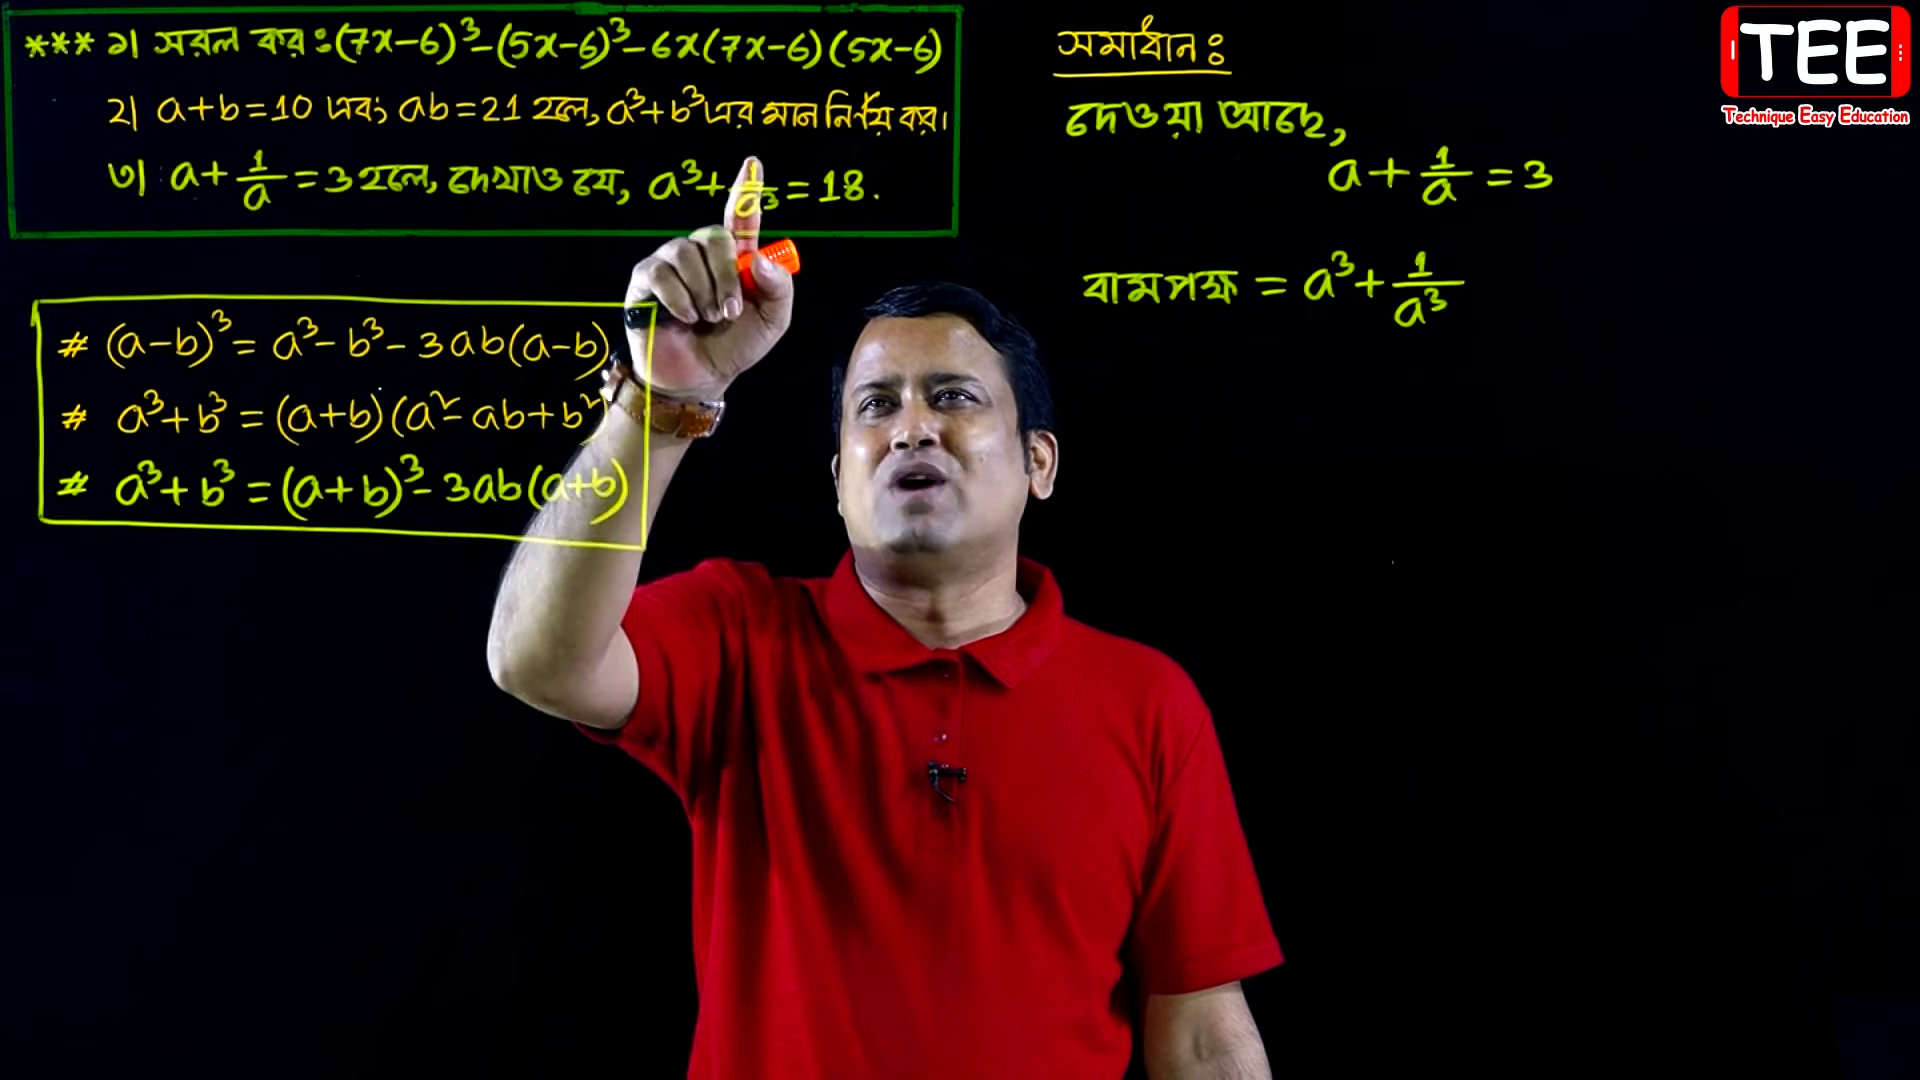 *** ১। সরল কর ঃ (7x-6)³-(5x-6)³-6x(7x-6)(5x-6)
২। a+b=10 এবং ab=21 হলে, a³+b³ এর মান নির্ণয় কর।
৩। a+1/a=3 হলে, দেখাও যে, a³+1/a³=18.
# (a-b)³= a³-b³-3ab(a-b)
# a³+b³=(a+b)(a²-ab+b²)
# a³+b³=(a+b)³-3ab(a+b)
সমাধান ঃ
দেওয়া আছে,
a+1/a=3
বামপক্ষ = a³+1/a³
TEE
Technique Easy Education